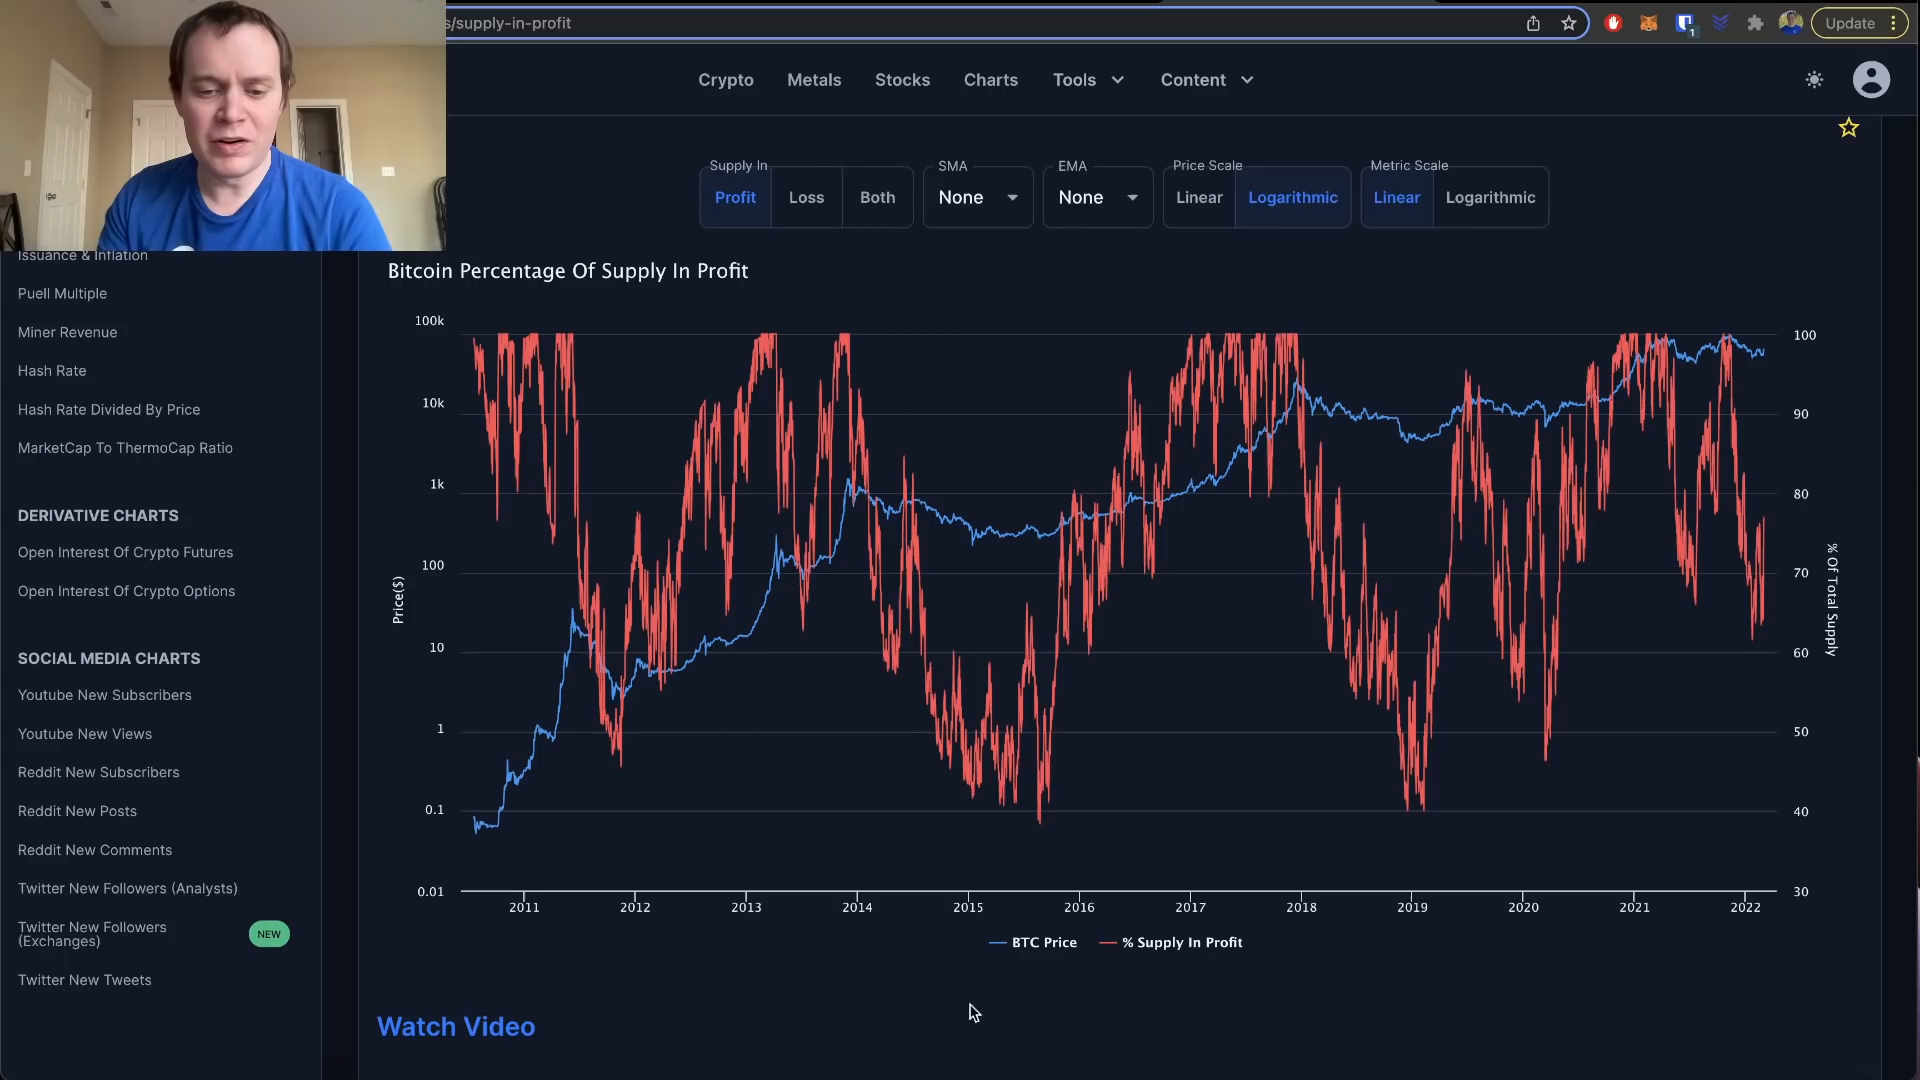 s/supply-in-profit
1
Update
Crypto
Metals
Stocks
Charts
Tools
Content
Supply In
Profit
Loss
Both
SMA
None
EMA
None
Price Scale
Linear
Logarithmic
Metric Scale
Linear
Logarithmic
Issuance & Inflation
Puell Multiple
Miner Revenue
Hash Rate
Hash Rate Divided By Price
MarketCap To ThermoCap Ratio
DERIVATIVE CHARTS
Open Interest Of Crypto Futures
Open Interest Of Crypto Options
SOCIAL MEDIA CHARTS
Youtube New Subscribers
Youtube New Views
Reddit New Subscribers
Reddit New Posts
Reddit New Comments
Twitter New Followers (Analysts)
Twitter New Followers
(Exchanges)
NEW
Twitter New Tweets
Bitcoin Percentage Of Supply In Profit
100k
10k
1k
100
10
1
0.1
0.01
Price($)
100
90
80
70
60
50
40
30
% Of Total Supply
2011
2012
2013
2014
2015
2016
2017
2018
2019
2020
2021
2022
BTC Price
% Supply In Profit
Watch Video